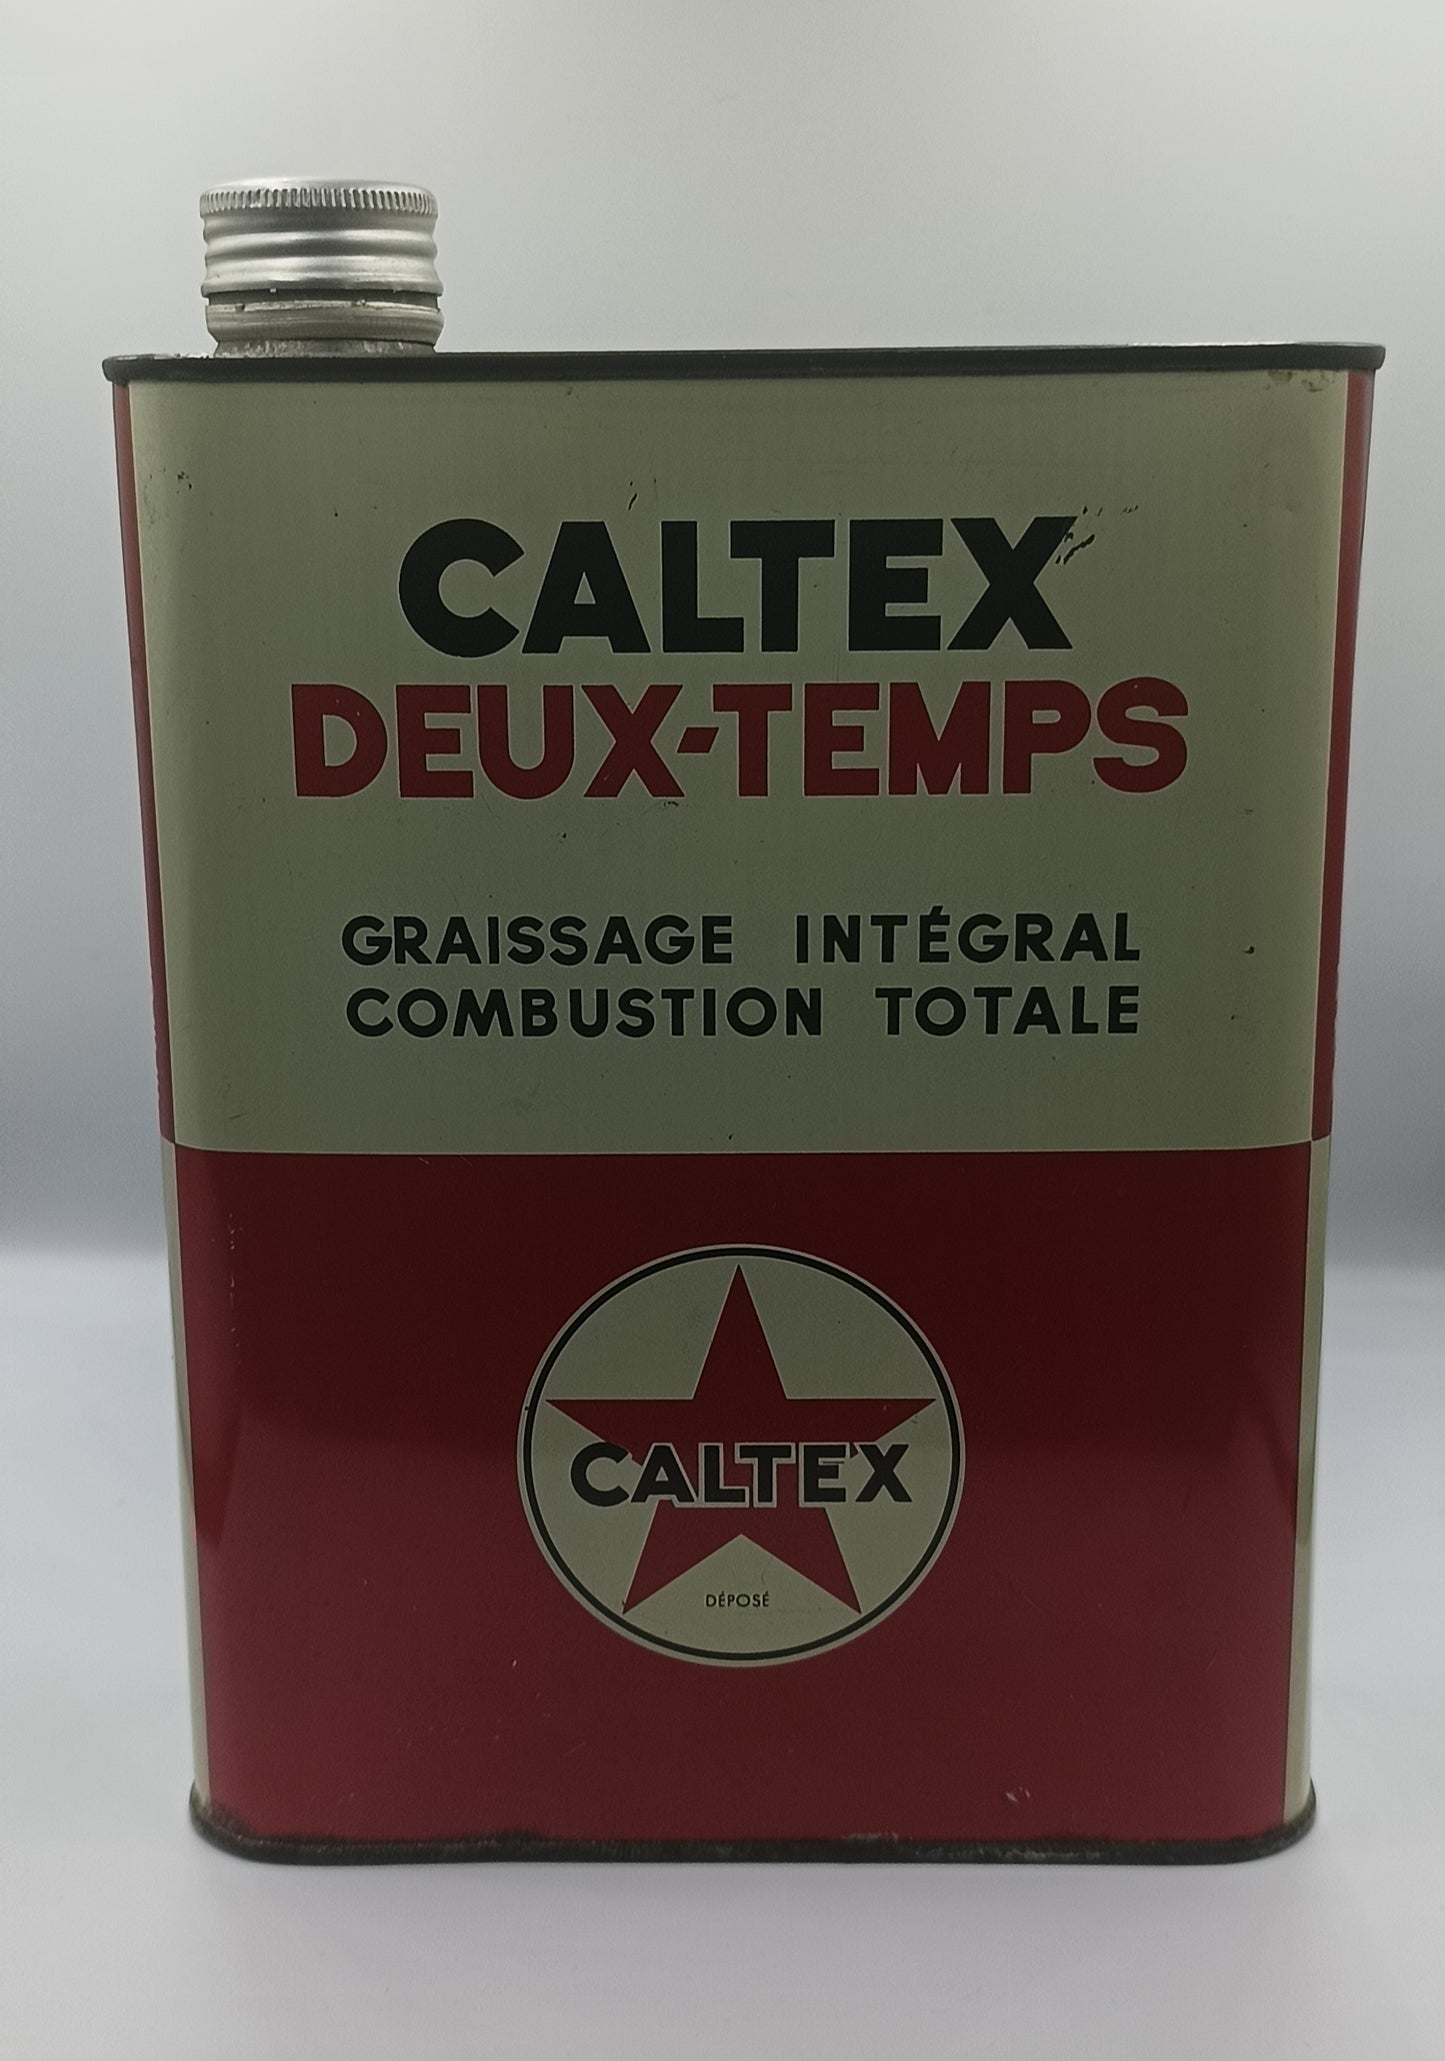 CALTEX
DEUX-TEMPS
GRAISSAGE INTÉGRAL
COMBUSTION TOTALE
CALTEX
DÉPOSÉ